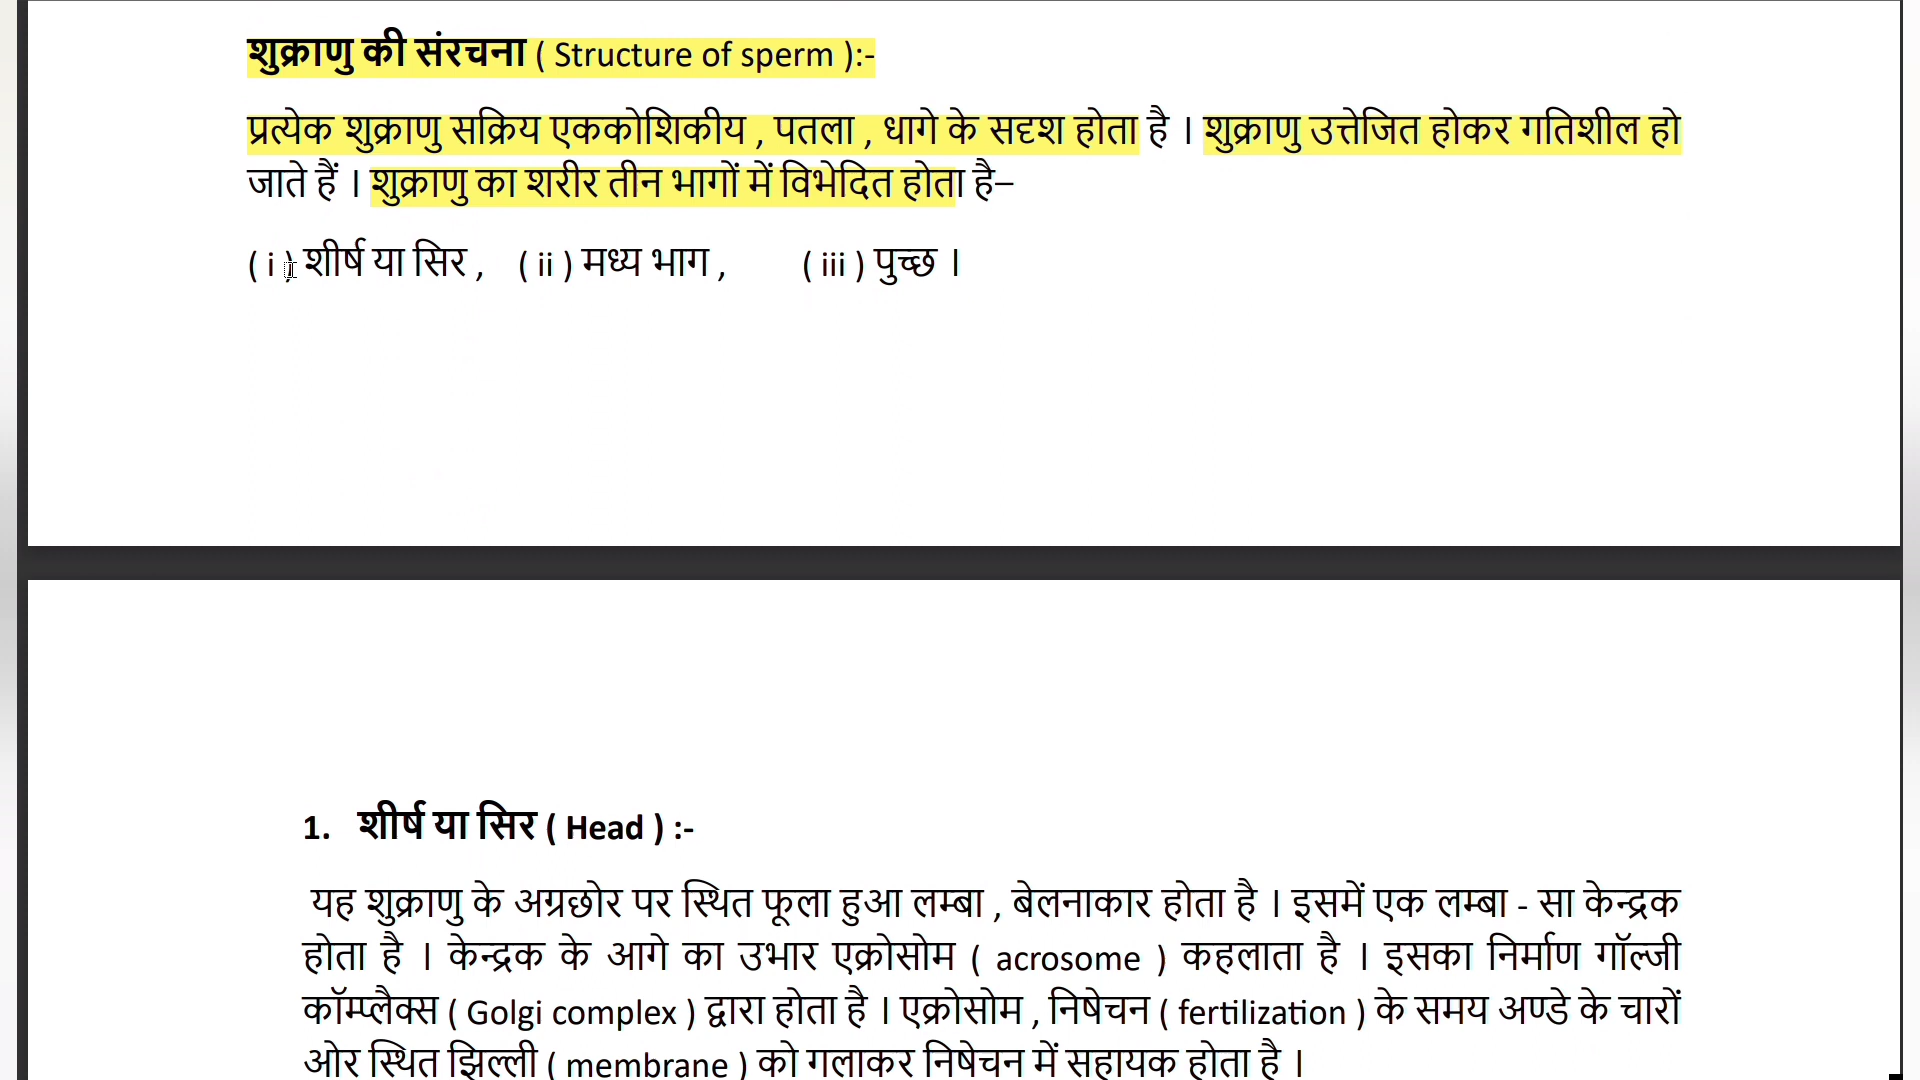 शुक्राणु की संरचना ( Structure of sperm ):-
प्रत्येक शुक्राणु सक्रिय एककोशिकीय , पतला , धागे के सदृश होता है । शुक्राणु उत्तेजित होकर गतिशील हो
जाते हैं । शुक्राणु का शरीर तीन भागों में विभेदित होता है–
( i ) शीर्ष या सिर , ( ii ) मध्य भाग , ( iii ) पुच्छ ।
1. शीर्ष या सिर ( Head ) :-
यह शुक्राणु के अग्रछोर पर स्थित फूला हुआ लम्बा , बेलनाकार होता है । इसमें एक लम्बा - सा केन्द्रक
होता है । केन्द्रक के आगे का उभार एक्रोसोम ( acrosome ) कहलाता है । इसका निर्माण गॉल्जी
कॉम्प्लैक्स ( Golgi complex ) द्वारा होता है । एक्रोसोम , निषेचन ( fertilization ) के समय अण्डे के चारों
ओर स्थित झिल्ली ( membrane ) को गलाकर निषेचन में सहायक होता है ।